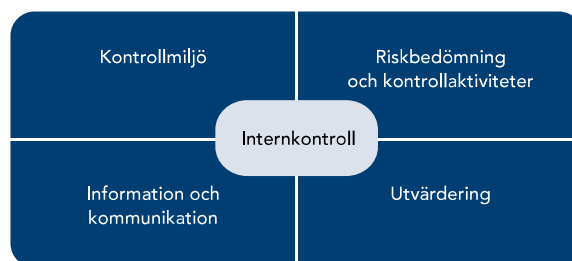 Kontrollmiljö
Riskbedömning
och kontrollaktiviteter
Internkontroll
Information och
kommunikation
Utvärdering